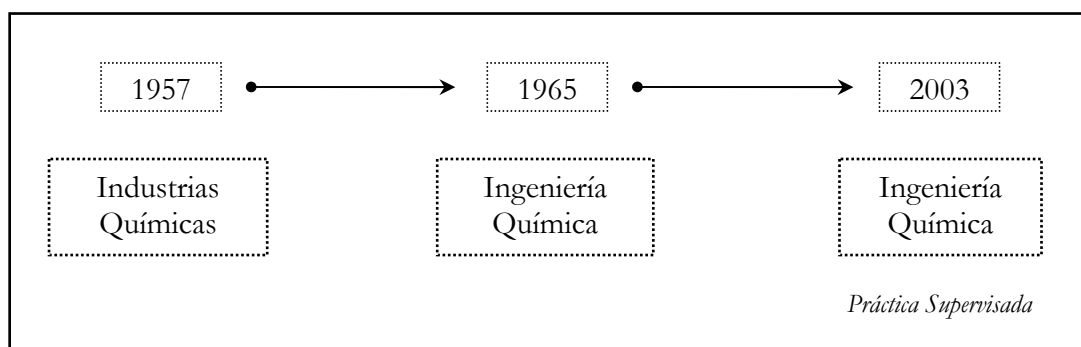 1957
1965
2003
Industrias
Químicas
Ingeniería
Química
Ingeniería
Química
Práctica Supervisada